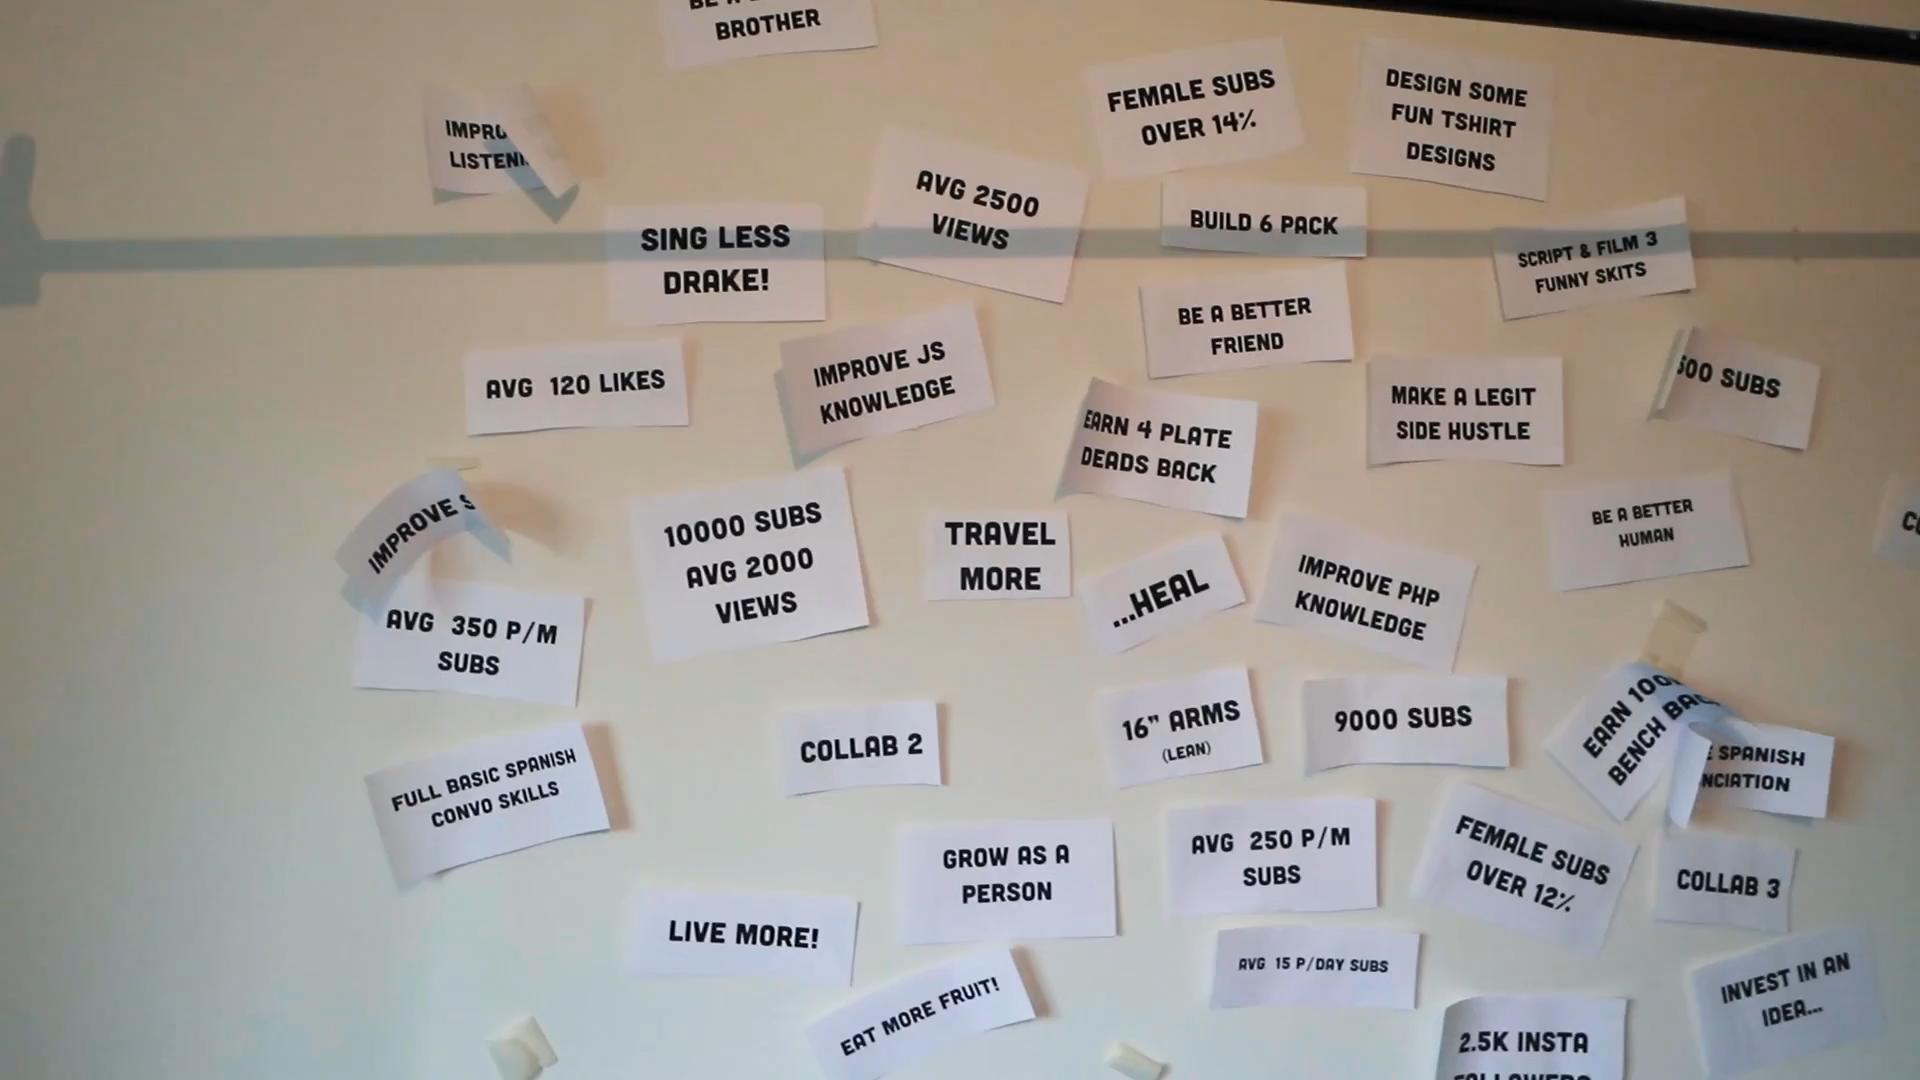 BROTHER
FEMALE SUBS
OVER 14%
DESIGN SOME
FUN TSHIRT
DESIGNS
AVG 2500
VIEWS
BUILD 6 PACK
SING LESS
DRAKE!
SCRIPT & FILM 3
FUNNY SKITS
BE A BETTER
FRIEND
AVG 120 LIKES
IMPROVE JS
KNOWLEDGE
EARN 4 PLATE
DEADS BACK
MAKE A LEGIT
SIDE HUSTLE
SUBS
IMPROVE
10000 SUBS
AVG 2000
VIEWS
TRAVEL
MORE
...HEAL
IMPROVE PHP
KNOWLEDGE
BE A BETTER
HUMAN
AVG 350 P/M
SUBS
FULL BASIC SPANISH
CONVO SKILLS
COLLAB 2
16" ARMS
(LEAN)
9000 SUBS
EARN
BENCH
SPANISH
GROW AS A
PERSON
AVG 250 P/M
SUBS
FEMALE SUBS
OVER 12%
COLLAB 3
LIVE MORE!
EAT MORE FRUIT!
AVG 15 P/DAY SUBS
INVEST IN AN
IDEA...
2.5K INSTA